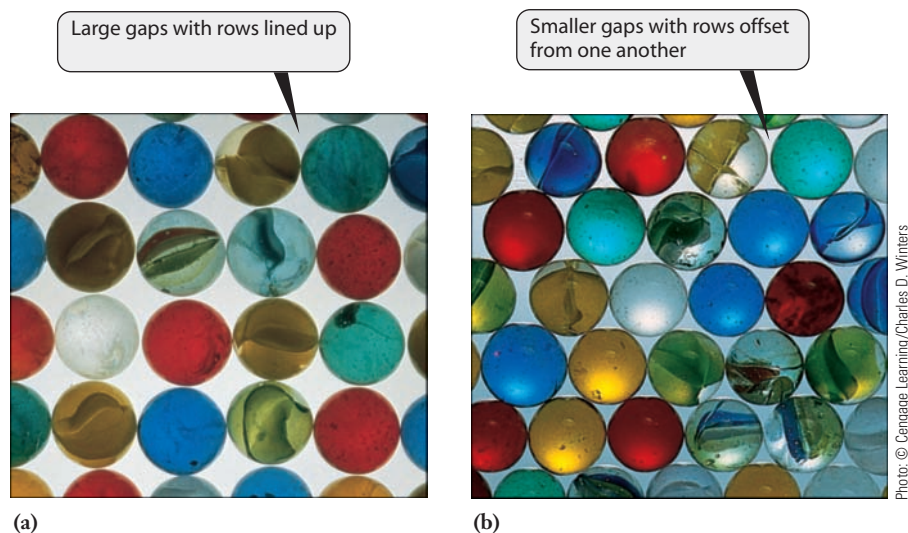 Large gaps with rows lined up
Smaller gaps with rows offset
from one another
(a)
(b)
Photo: © Cengage Learning/Charles D. Winters